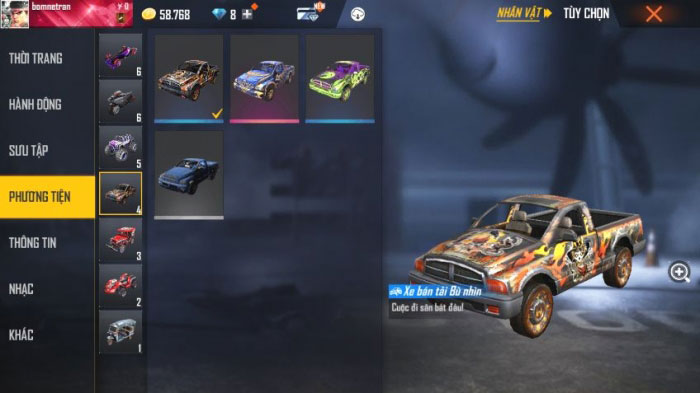 bomnetran
0
58.768
8
NEW
NHÂN VẬT
TÙY CHỌN
THỜI TRANG
HÀNH ĐỘNG
SƯU TẬP
PHƯƠNG TIỆN
THÔNG TIN
NHẠC
KHÁC
6
6
5
4
3
2
1
Xe bán tải Bù nhìn
Cuộc đi săn bắt đầu!